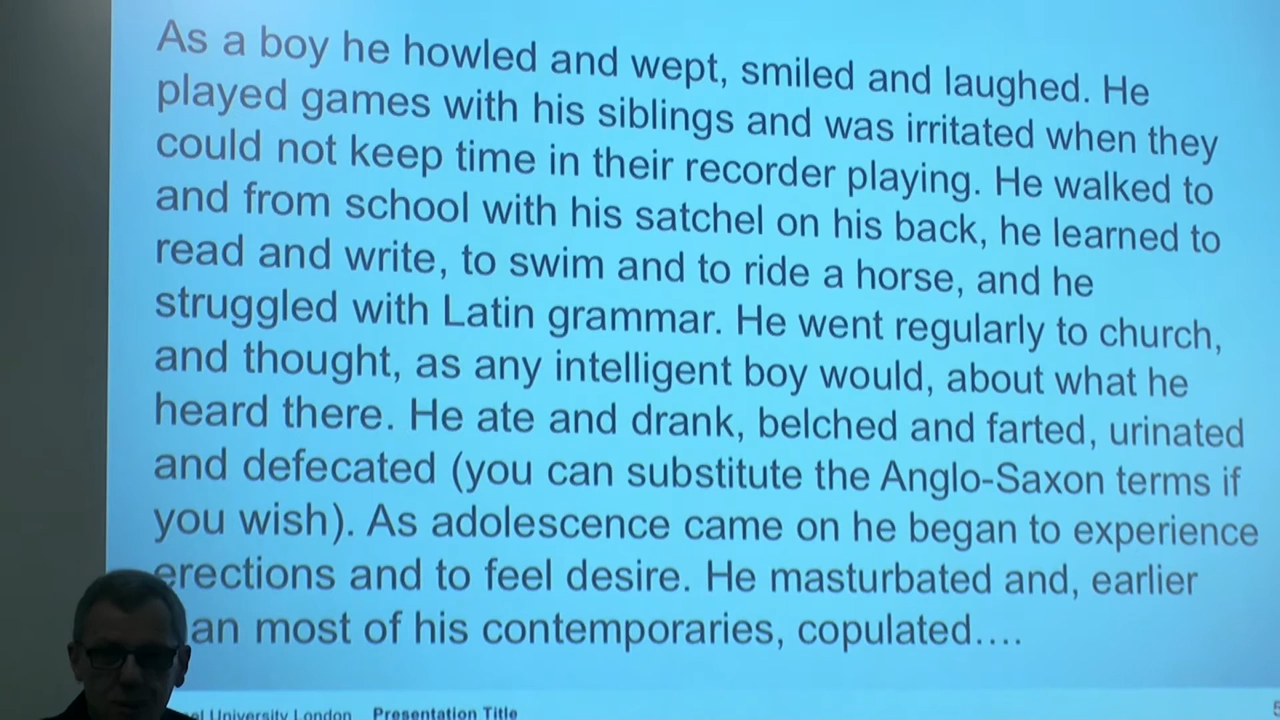 As a boy he howled and wept, smiled and laughed. He
played games with his siblings and was irritated when they
could not keep time in their recorder playing. He walked to
and from school with his satchel on his back, he learned to
read and write, to swim and to ride a horse, and he
struggled with Latin grammar. He went regularly to church,
and thought, as any intelligent boy would, about what he
heard there. He ate and drank, belched and farted, urinated
and defecated (you can substitute the Anglo-Saxon terms if
you wish). As adolescence came on he began to experience
erections and to feel desire. He masturbated and, earlier
an most of his contemporaries, copulated....
University London Presentation Title